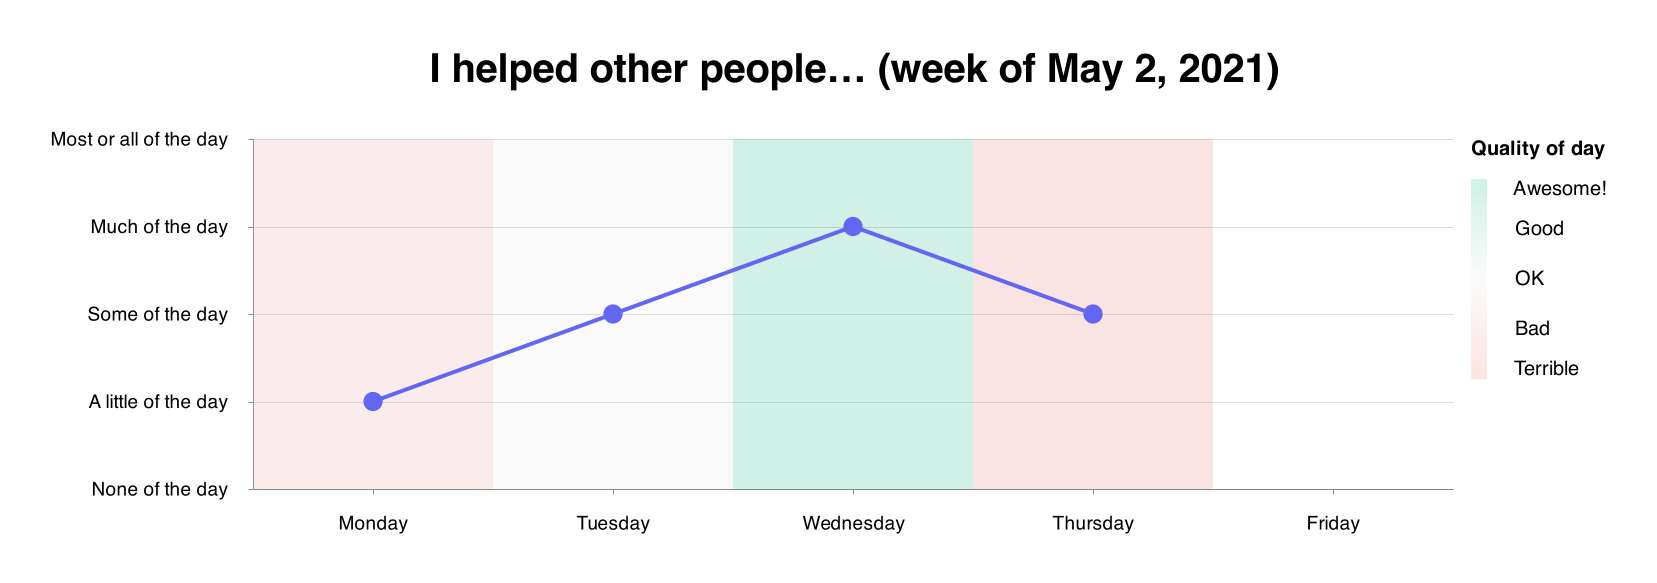 I helped other people… (week of May 2, 2021)
Most or all of the day
Much of the day
Some of the day
A little of the day
None of the day
Monday
Tuesday
Wednesday
Thursday
Friday
Quality of day
Awesome!
Good
OK
Bad
Terrible